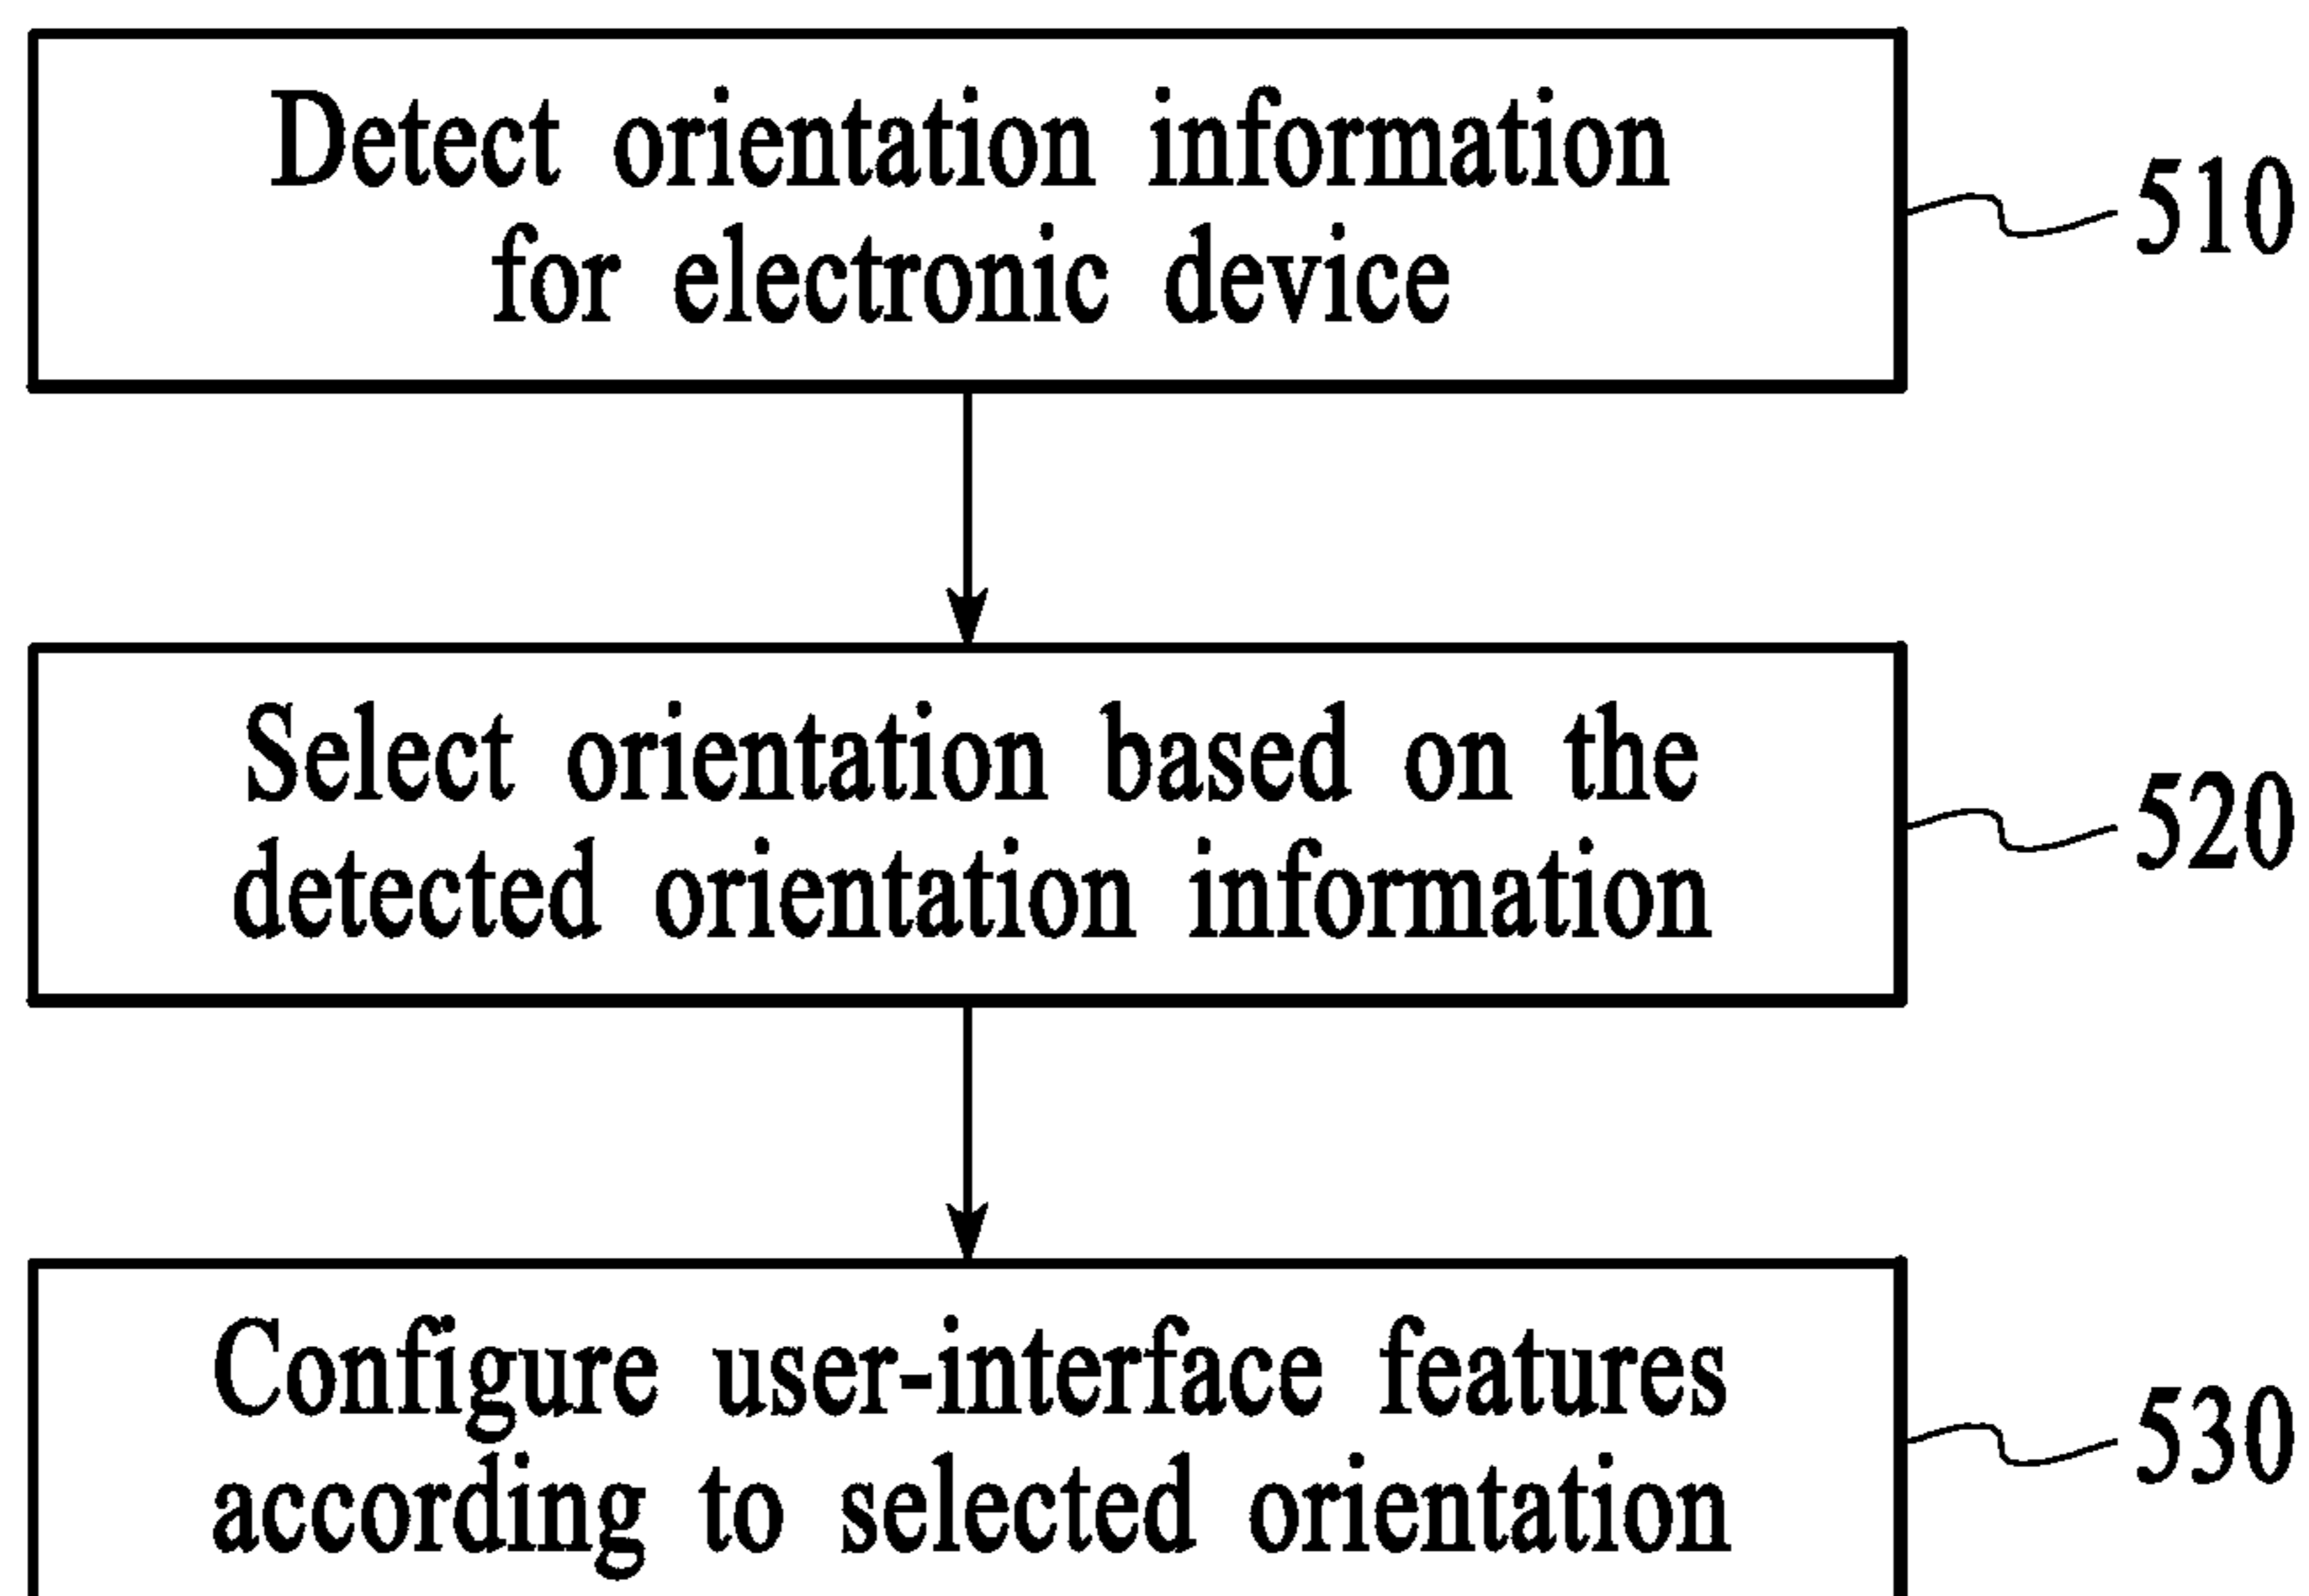 Detect orientation information
for electronic device
510
Select orientation based on the
detected orientation information
520
Configure user-interface features
according to selected orientation
530